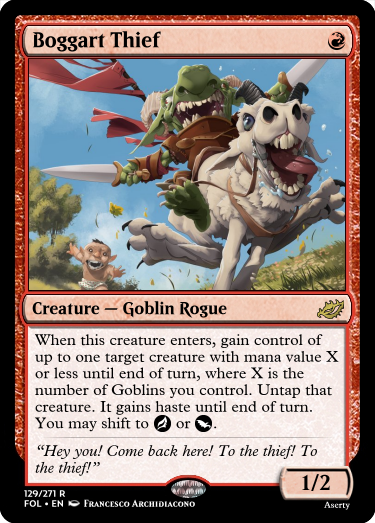 Boggart Thief
Creature — Goblin Rogue
When this creature enters, gain control of
up to one target creature with mana value X
or less until end of turn, where X is the
number of Goblins you control. Untap that
creature. It gains haste until end of turn.
You may shift to or .
“Hey you! Come back here! To the thief! To
the thief!”
1/2
129/271 R
FOL • EN Francesco Archidiacono
Aserty